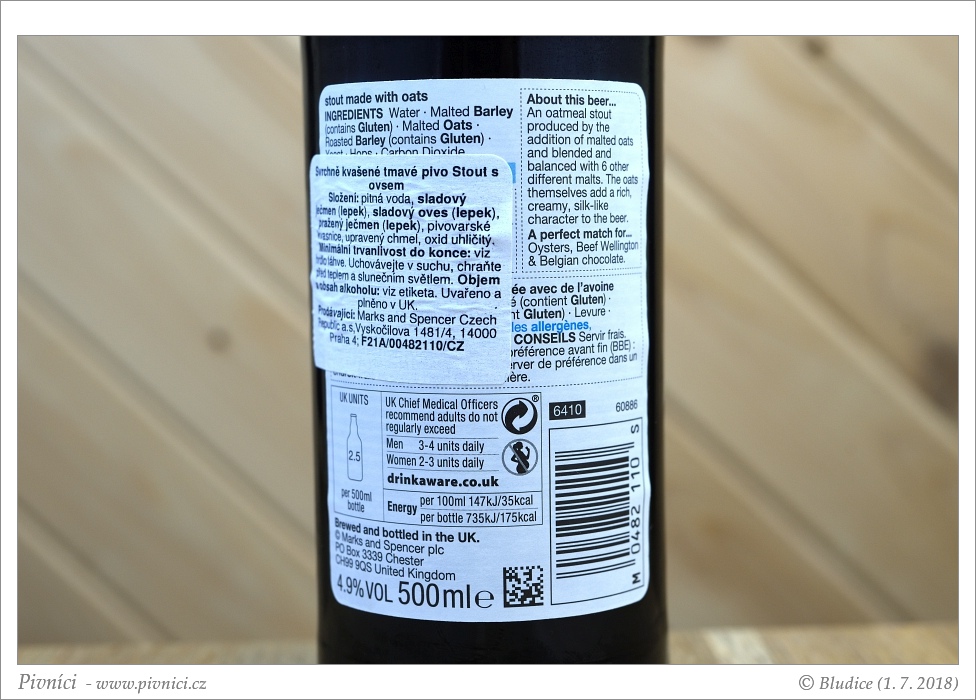 stout made with oats
INGREDIENTS Water · Malted Barley
(contains Gluten) · Malted Oats ·
Roasted Barley (contains Gluten) ·
Yeast · Hops · Carbon Dioxide
Svrchně kvašené tmavé pivo Stout s
ovsem
Složení: pitná voda, sladový
ječmen (lepek), sladový oves (lepek),
pražený ječmen (lepek), pivovarské
kvasnice, upravený chmel, oxid uhličitý.
Minimální trvanlivost do konce: viz
hrdlo láhve. Uchovávejte v suchu, chraňte
před teplem a slunečním světlem. Objem
obsah alkoholu: viz etiketa. Uvařeno a
plněno v UK.
Prodávající: Marks and Spencer Czech
Republic a.s,Vyskočilova 1481/4, 14000
Praha 4; F21A/00482110/CZ
About this beer...
An oatmeal stout
produced by the
addition of malted oats
and blended and
balanced with 6 other
different malts. The oats
themselves add a rich,
creamy, silk-like
character to the beer.
A perfect match for...
Oysters, Beef Wellington
& Belgian chocolate.
ée avec de l'avoine
é (contient Gluten) ·
nt Gluten) · Levure ·
les allergènes,
CONSEILS Servir frais.
préférence avant fin (BBE) :
erver de préférence dans un
ière.
UK UNITS
2.5
per 500ml
bottle
UK Chief Medical Officers
recommend adults do not
regularly exceed
Men 3-4 units daily
Women 2-3 units daily
drinkaware.co.uk
Energy
per 100ml 147kJ/35kcal
per bottle 735kJ/175kcal
®
6410
60886
M 0482 110 S
Brewed and bottled in the UK.
© Marks and Spencer plc
PO Box 3339 Chester
CH99 9QS United Kingdom
4.9%VOL 500ml e
Pivníci - www.pivnici.cz
© Bludice (1. 7. 2018)